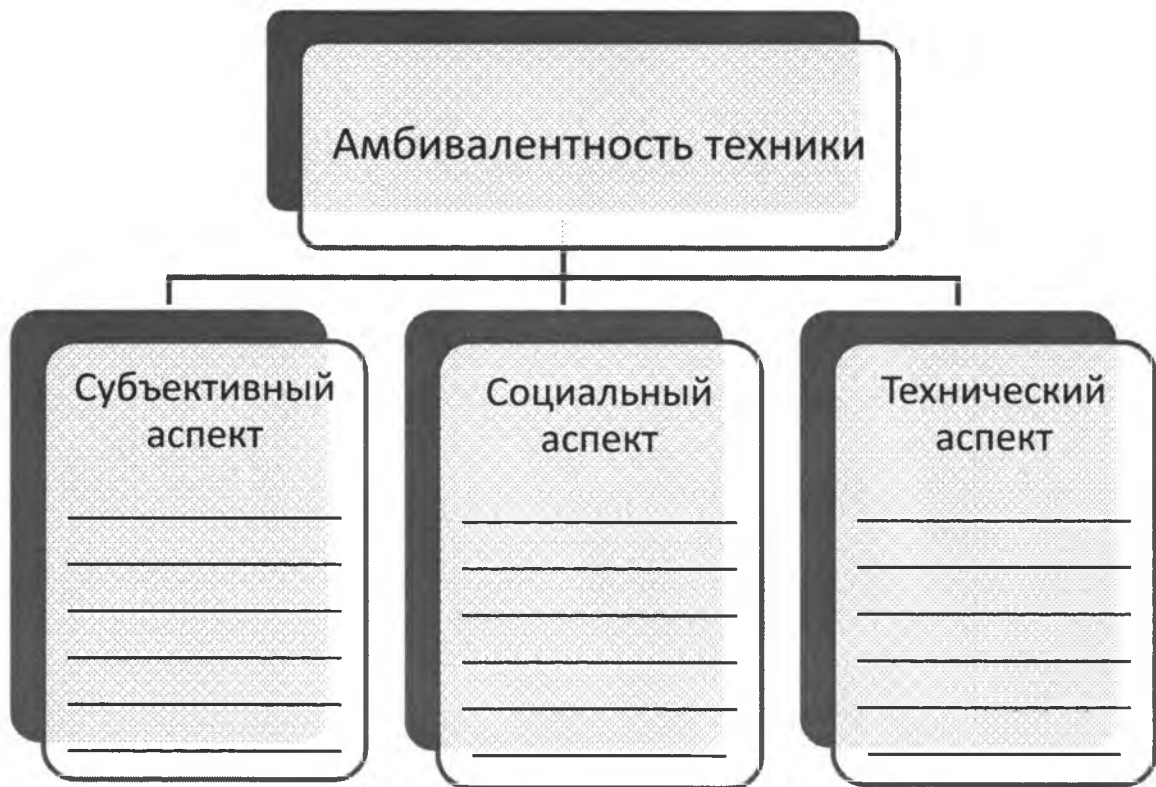 Амбивалентность техники
Субъективный
аспект
Социальный
аспект
Технический
аспект